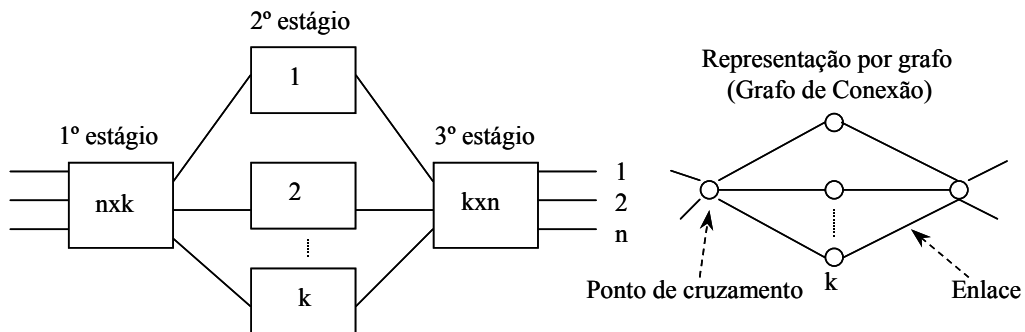 2º estágio
1
1º estágio
3º estágio
nxk
2
kxn
1
2
n
k
Representação por grafo
(Grafo de Conexão)
k
Ponto de cruzamento
Enlace